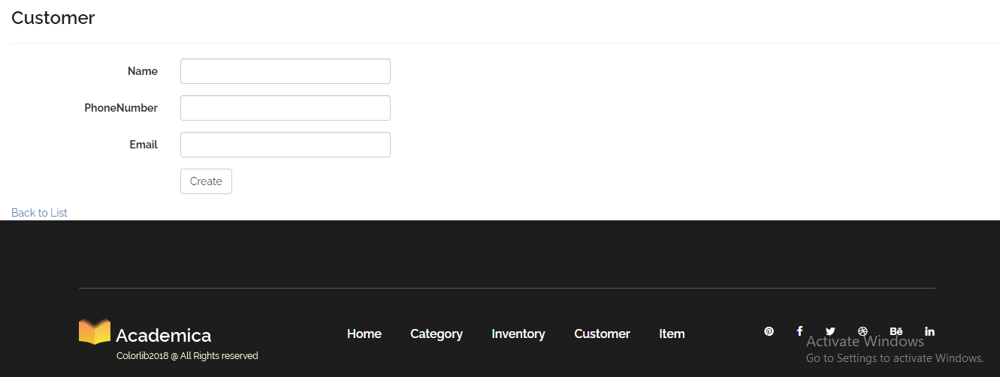 Customer
Name
PhoneNumber
Email
Create
Back to List
Academica
Colorlib2018 @ All Rights reserved
Home Category Inventory Customer Item
Bē
in
Activate Windows
Go to Settings to activate Windows.